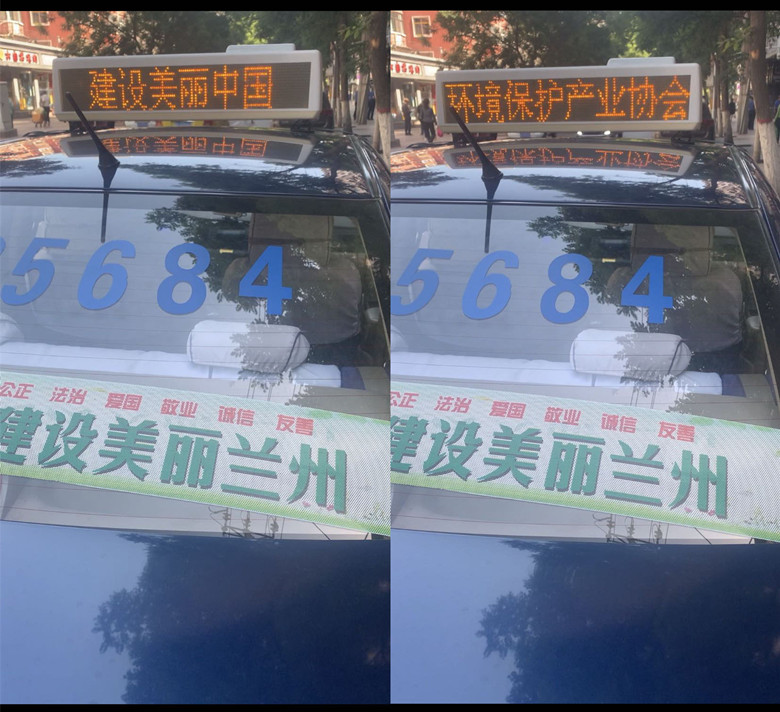 建设美丽中国
5684
公正 法治 爱国 敬业 诚信 友善
建设美丽兰州
环境保护产业协会
5684
公正 法治 爱国 敬业 诚信 友善
建设美丽兰州